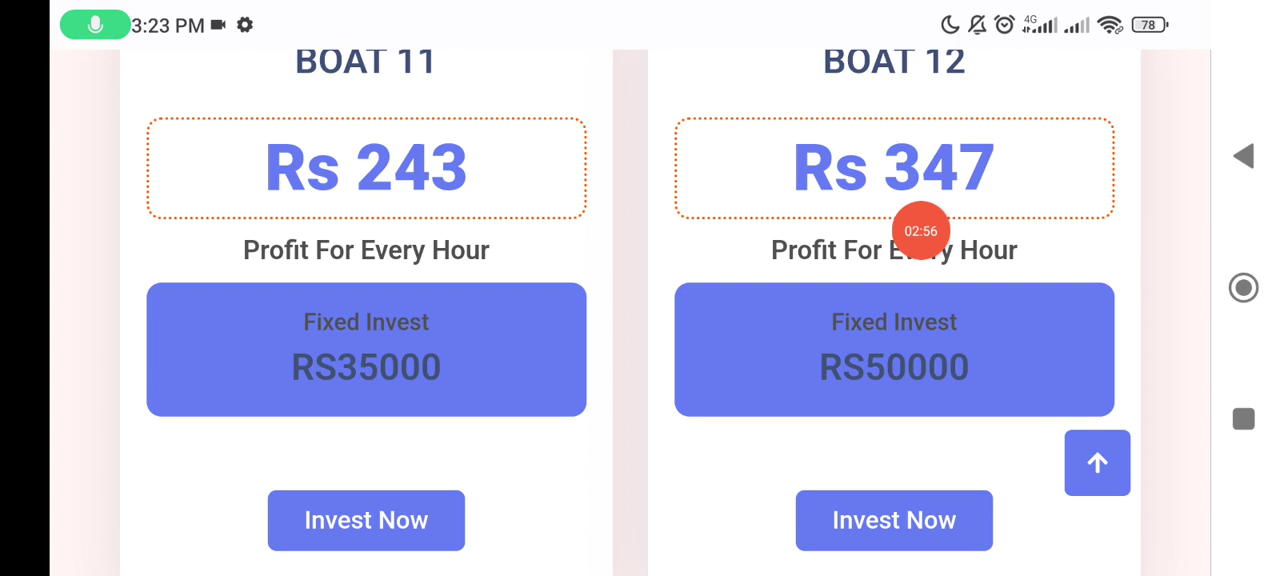 3:23 PM
4G
78
BOAT 11
Rs 243
Profit For Every Hour
Fixed Invest
RS35000
Invest Now
BOAT 12
Rs 347
02:56
Profit For Every Hour
Fixed Invest
RS50000
Invest Now